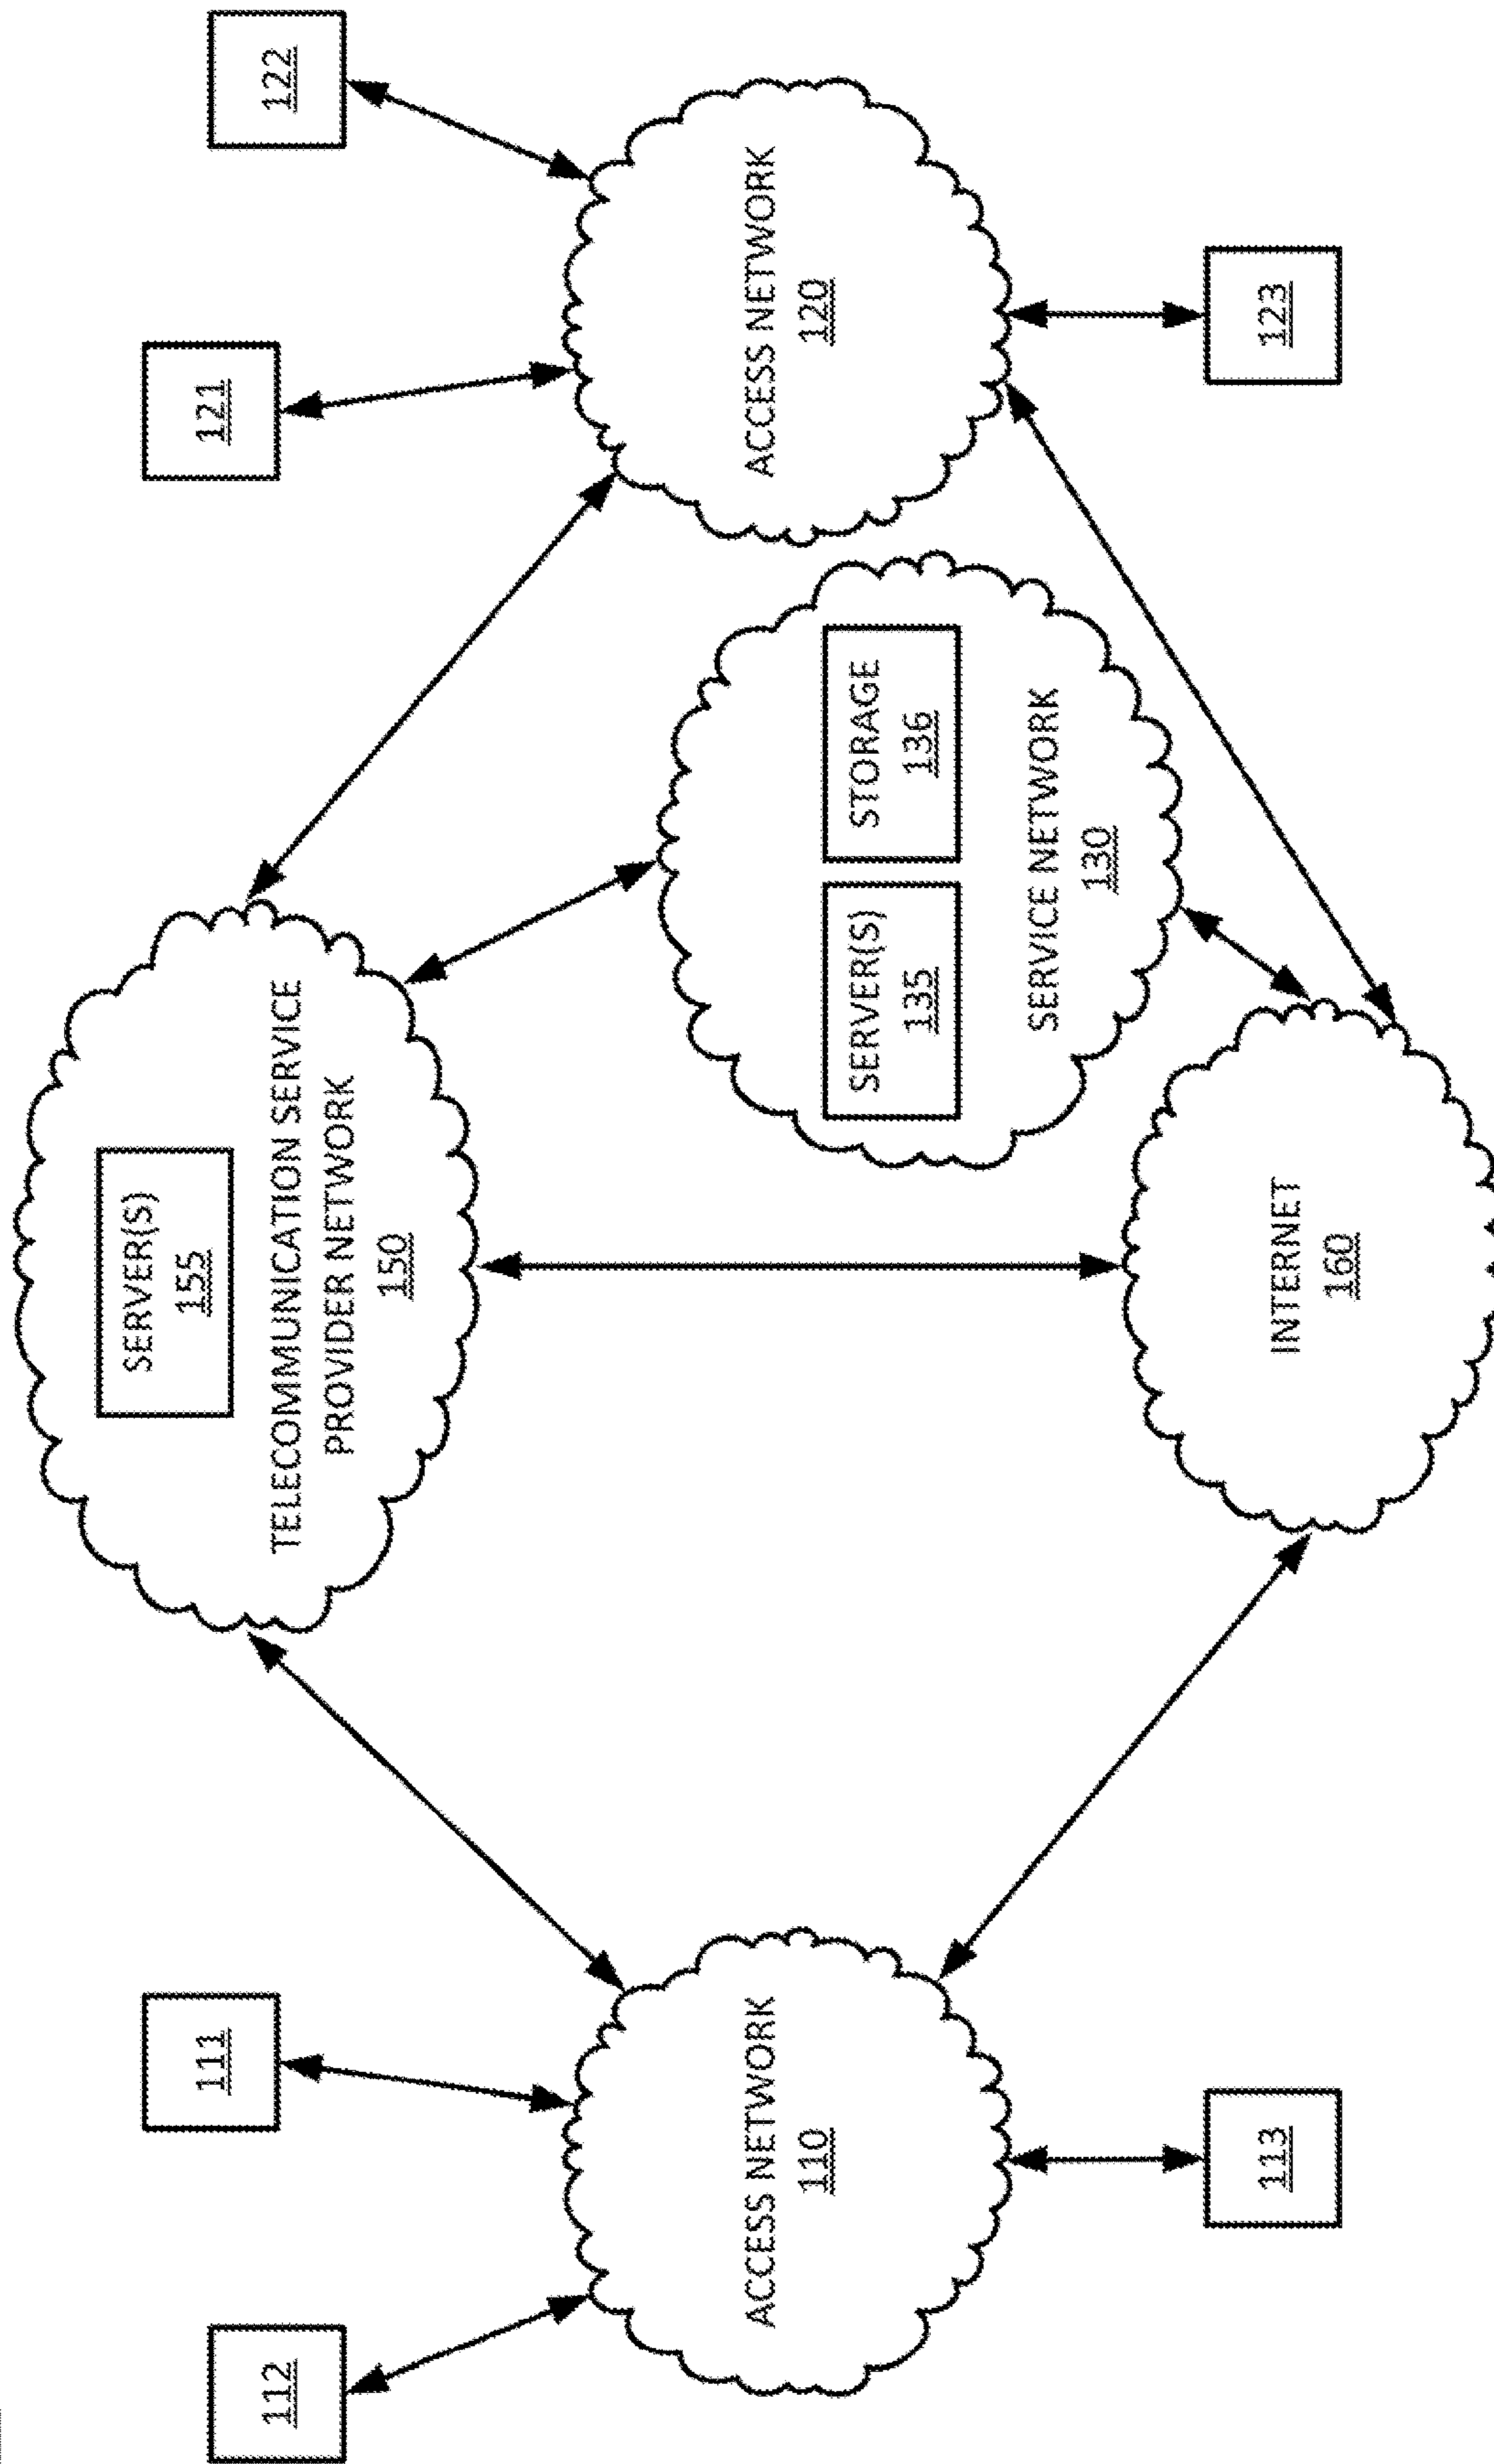 SERVER(S)
155
TELECOMMUNICATION SERVICE
PROVIDER NETWORK
150
112
111
121
122
ACCESS NETWORK
110
SERVER(S)
135
STORAGE
136
SERVICE NETWORK
130
ACCESS NETWORK
120
113
INTERNET
160
123